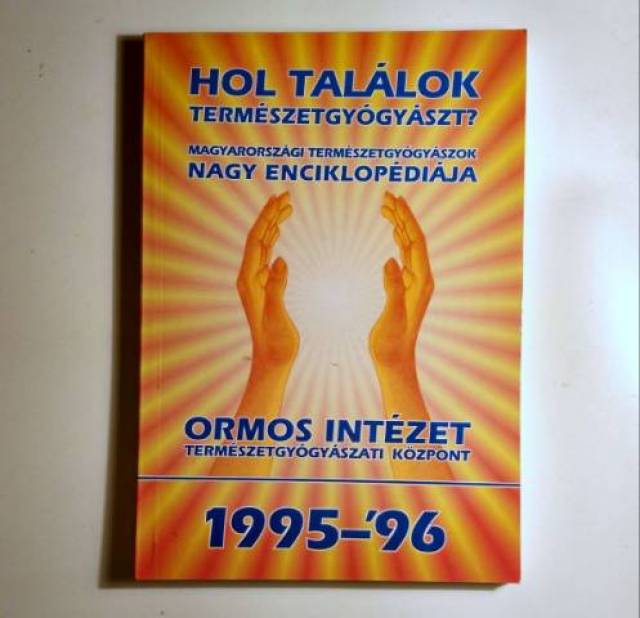 HOL TALÁLOK
TERMÉSZETGYÓGYÁSZT?
MAGYARORSZÁGI TERMÉSZETGYÓGYÁSZOK
NAGY ENCIKLOPÉDIÁJA
ORMOS INTÉZET
TERMÉSZETGYÓGYÁSZATI KÖZPONT
1995–'96